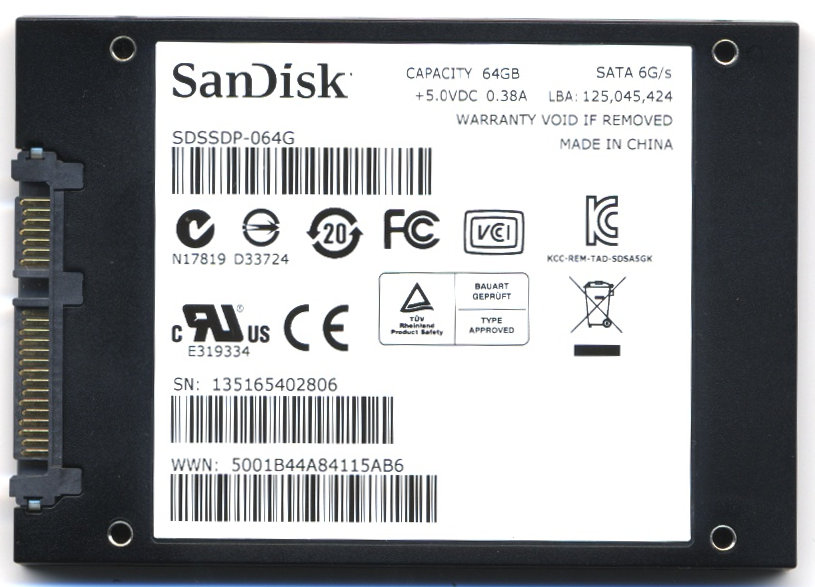 SanDisk
CAPACITY 64GB SATA 6G/s
+5.0VDC 0.38A LBA: 125,045,424
WARRANTY VOID IF REMOVED
MADE IN CHINA
SDSSDP-064G
20 FC VCI KC
N17819 D33724
KCC-REM-TAD-SDSA5GK
BAUART
GEPRÜFT
TÜV
Rheinland
Product Safety
TYPE
APPROVED
c RU US CE
E319334
SN: 135165402806
WWN: 5001B44A84115AB6